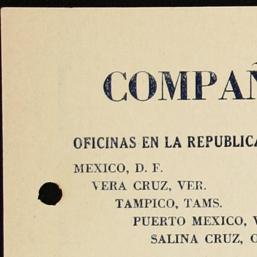 COMPAÑ
OFICINAS EN LA REPUBLICA
MEXICO, D. F.
VERA CRUZ, VER.
TAMPICO, TAMS.
PUERTO MEXICO, V
SALINA CRUZ, O